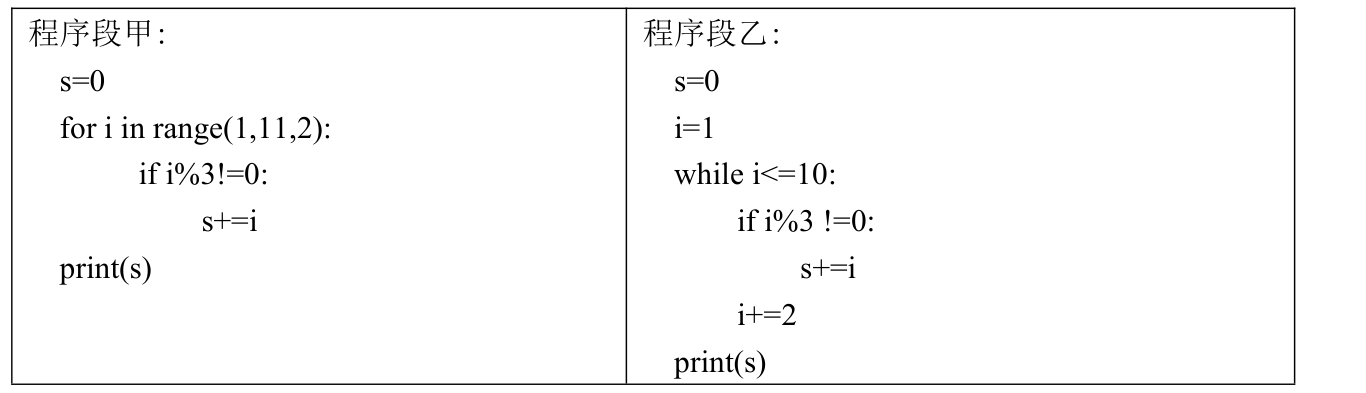 程序段甲:
s=0
for i in range(1,11,2):
if i%3!=0:
s+=i
print(s)
程序段乙:
s=0
i=1
while i<=10:
if i%3 !=0:
s+=i
i+=2
print(s)